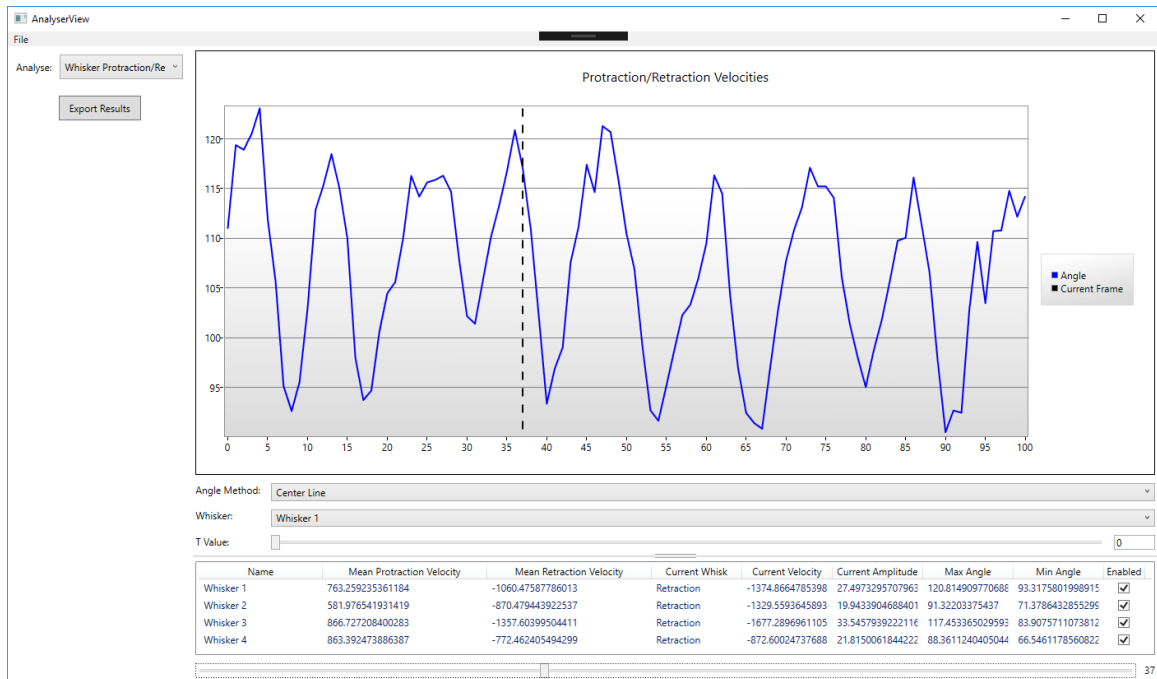 AnalyserView
File
Analyse: Whisker Protraction/Re
Export Results
Protraction/Retraction Velocities
120
115
110
105
100
95
0 5 10 15 20 25 30 35 40 45 50 55 60 65 70 75 80 85 90 95 100
Angle
Current Frame
Angle Method: Center Line
Whisker: Whisker 1
T Value: 0
Name Mean Protraction Velocity Mean Retraction Velocity Current Whisk Current Velocity Current Amplitude Max Angle Min Angle Enabled
Whisker 1 763.259235361184 -1060.47587786013 Retraction -1374.8664785398 27.4973295707963 120.814909770688 93.3175801998915
Whisker 2 581.976541931419 -870.479443922537 Retraction -1329.5593645893 19.9433904688401 91.32203375437 71.3786432855299
Whisker 3 866.727208400283 -1357.60399504411 Retraction -1677.2896961105 33.5457939222116 117.453365029593 83.9075711073812
Whisker 4 863.392473886387 -772.462405494299 Retraction -872.60024737688 21.8150061844222 88.3611240405044 66.5461178560822
37